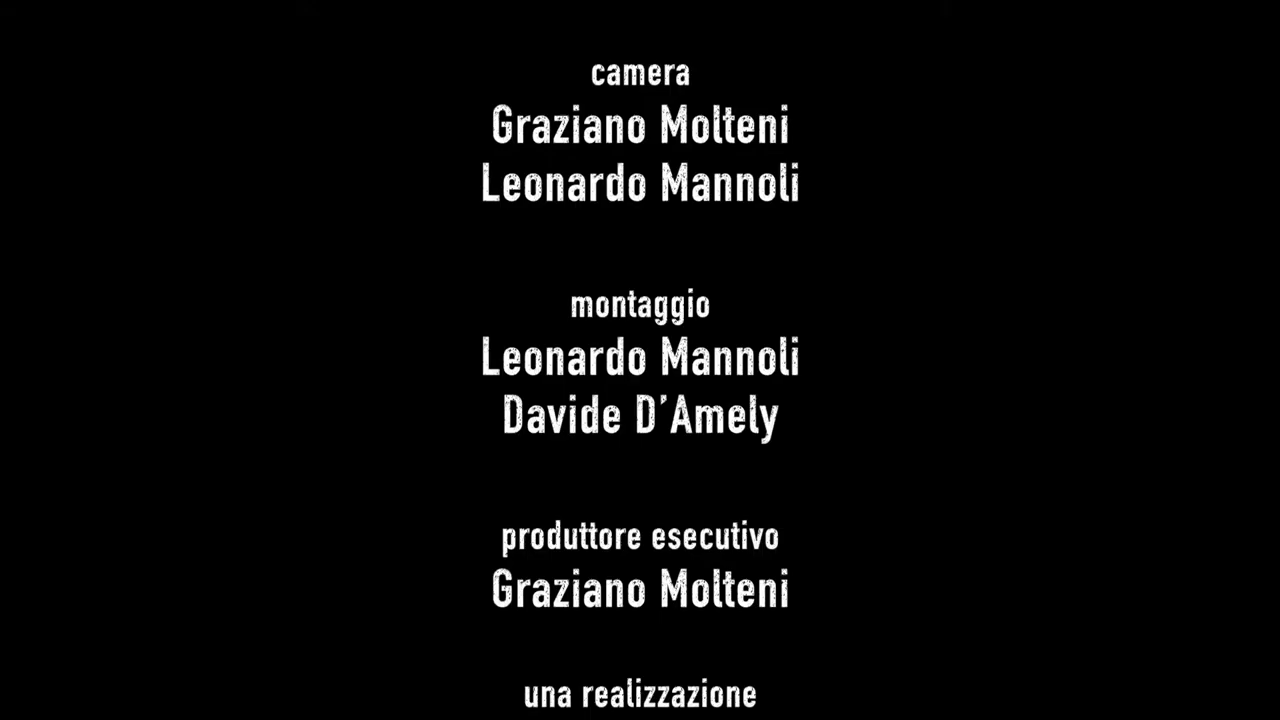 camera
Graziano Molteni
Leonardo Mannoli
montaggio
Leonardo Mannoli
Davide D'Amely
produttore esecutivo
Graziano Molteni
una realizzazione